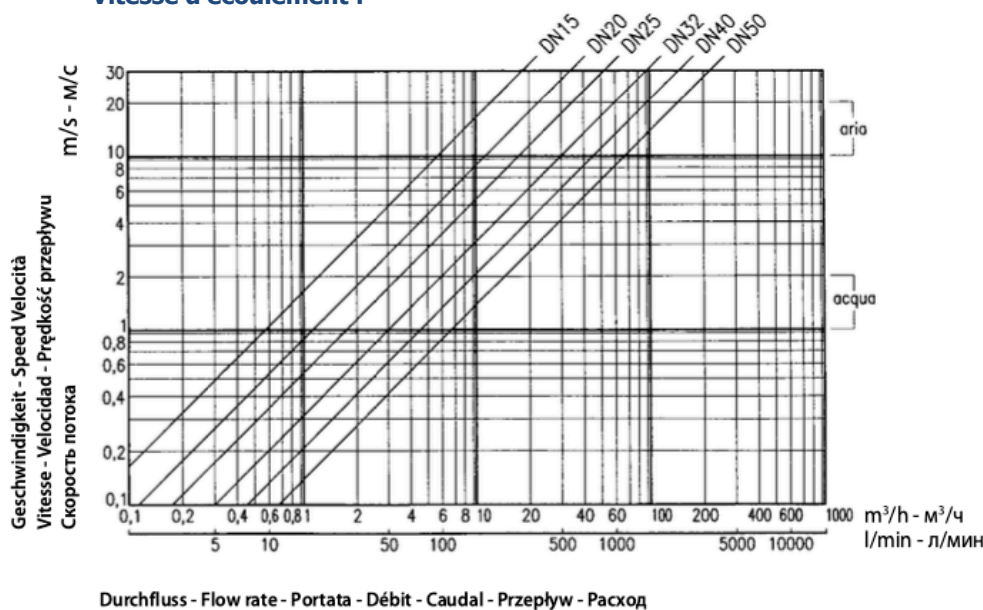 Vitesse d'écoulement :
DN15 DN20 DN25 DN32 DN40 DN50
m/s - м/с
Geschwindigkeit - Speed Velocità
Vitesse - Velocidad - Prędkość przepływu
Скорость потока
30
20
10
8
6
4
2
1
0,8
0,6
0,4
0,2
0,1
aria
acqua
0,1 0,2 0,4 0,6 0,8 1 2 4 6 8 10 20 40 60 100 200 400 600 1000 m³/h - м³/ч
5 10 50 100 500 1000 5000 10000 l/min - л/мин
Durchfluss - Flow rate - Portata - Débit - Caudal - Przepływ - Расход